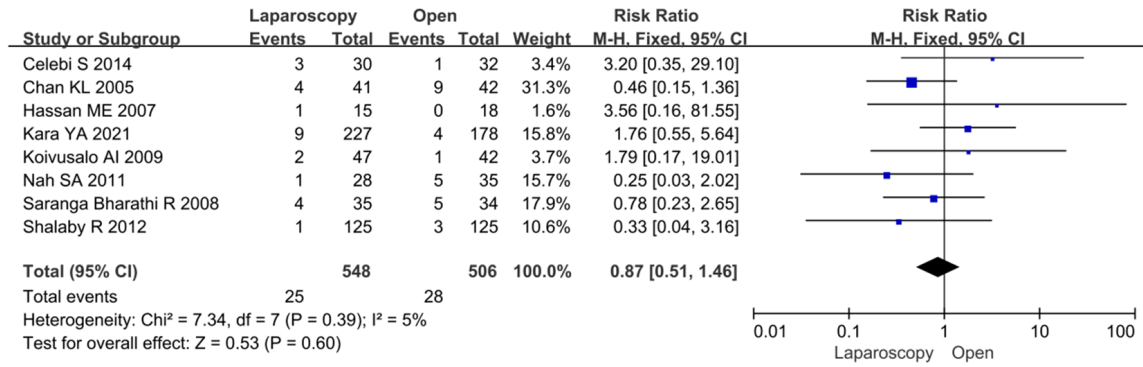 Laparoscopy Open Risk Ratio Risk Ratio
Study or Subgroup Events Total Events Total Weight M-H, Fixed, 95% CI M-H, Fixed, 95% CI
Celebi S 2014 3 30 1 32 3.4% 3.20 [0.35, 29.10]
Chan KL 2005 4 41 9 42 31.3% 0.46 [0.15, 1.36]
Hassan ME 2007 1 15 0 18 1.6% 3.56 [0.16, 81.55]
Kara YA 2021 9 227 4 178 15.8% 1.76 [0.55, 5.64]
Koivusalo AI 2009 2 47 1 42 3.7% 1.79 [0.17, 19.01]
Nah SA 2011 1 28 5 35 15.7% 0.25 [0.03, 2.02]
Saranga Bharathi R 2008 4 35 5 34 17.9% 0.78 [0.23, 2.65]
Shalaby R 2012 1 125 3 125 10.6% 0.33 [0.04, 3.16]
Total (95% CI) 548 506 100.0% 0.87 [0.51, 1.46]
Total events 25 28
Heterogeneity: Chi² = 7.34, df = 7 (P = 0.39); I² = 5%
Test for overall effect: Z = 0.53 (P = 0.60)
0.01 0.1 1 10 100
Laparoscopy Open